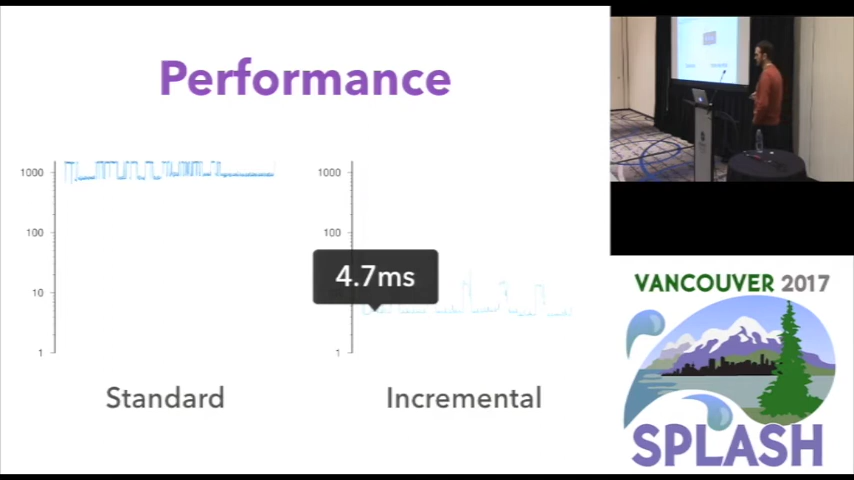 Performance
1000
100
10
1
Standard
1000
100
10
1
4.7ms
Incremental
VANCOUVER 2017
SPLASH